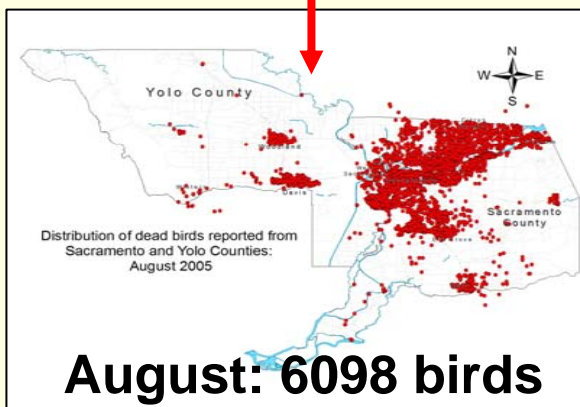 N
W E
S
Yolo County
Woodland
Davis
Sacramento
County
Distribution of dead birds reported from
Sacramento and Yolo Counties:
August 2005
August: 6098 birds